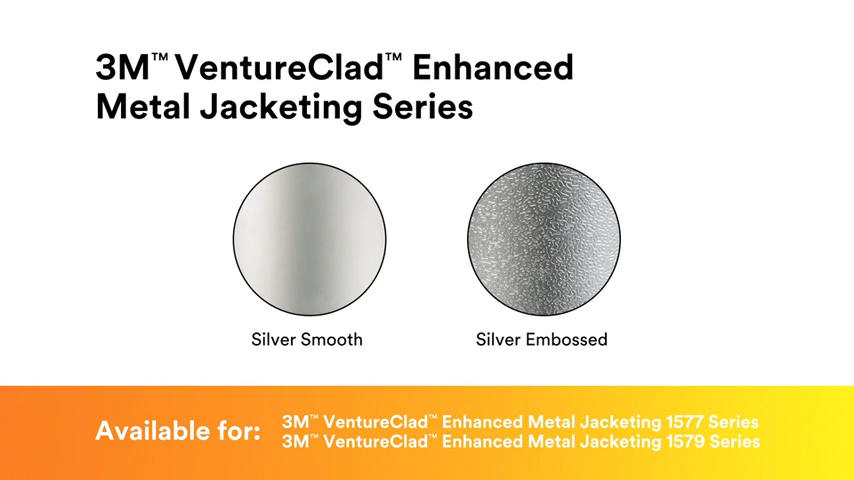 3M™ VentureClad™ Enhanced
Metal Jacketing Series
Silver Smooth
Silver Embossed
Available for:
3M™ VentureClad™ Enhanced Metal Jacketing 1577 Series
3M™ VentureClad™ Enhanced Metal Jacketing 1579 Series